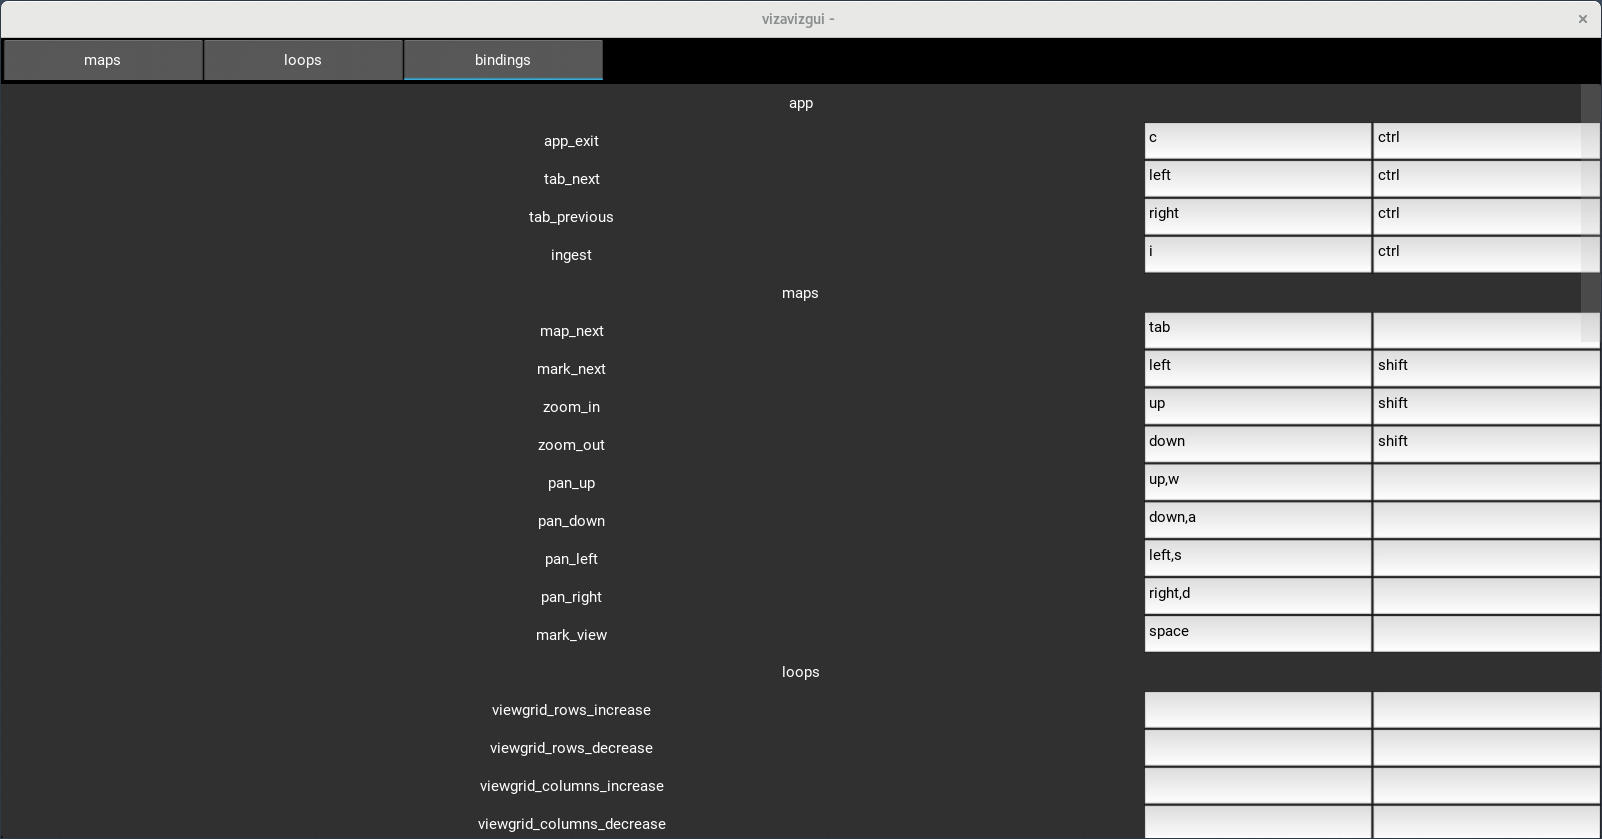 vizavizgui -
×
maps loops bindings
app
app_exit c ctrl
tab_next left ctrl
tab_previous right ctrl
ingest i ctrl
maps
map_next tab
mark_next left shift
zoom_in up shift
zoom_out down shift
pan_up up,w
pan_down down,a
pan_left left,s
pan_right right,d
mark_view space
loops
viewgrid_rows_increase
viewgrid_rows_decrease
viewgrid_columns_increase
viewgrid_columns_decrease